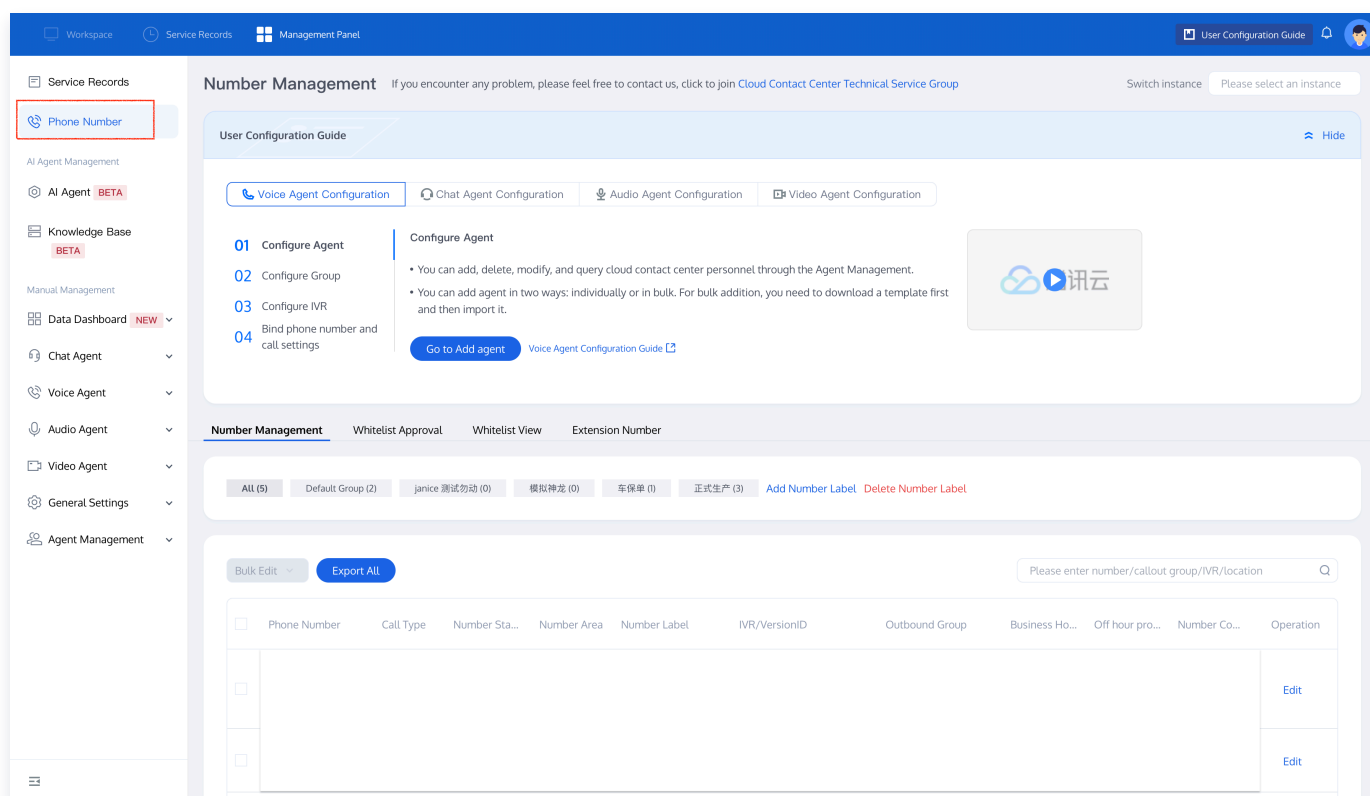 Workspace
Service Records
Management Panel
User Configuration Guide
Service Records
Phone Number
AI Agent Management
AI Agent BETA
Knowledge Base
BETA
Manual Management
Data Dashboard NEW
Chat Agent
Voice Agent
Audio Agent
Video Agent
General Settings
Agent Management
Number Management
If you encounter any problem, please feel free to contact us, click to join Cloud Contact Center Technical Service Group
Switch instance
Please select an instance
User Configuration Guide
Hide
Voice Agent Configuration
Chat Agent Configuration
Audio Agent Configuration
Video Agent Configuration
01 Configure Agent
02 Configure Group
03 Configure IVR
04 Bind phone number and
call settings
Configure Agent
• You can add, delete, modify, and query cloud contact center personnel through the Agent Management.
• You can add agent in two ways: individually or in bulk. For bulk addition, you need to download a template first
and then import it.
Go to Add agent
Voice Agent Configuration Guide
讯云
Number Management
Whitelist Approval
Whitelist View
Extension Number
All (5)
Default Group (2)
janice 测试勿动 (0)
模拟神龙 (0)
车保单 (1)
正式生产 (3)
Add Number Label
Delete Number Label
Bulk Edit
Export All
Please enter number/callout group/IVR/location
Phone Number
Call Type
Number Sta...
Number Area
Number Label
IVR/VersionID
Outbound Group
Business Ho...
Off hour pro...
Number Co...
Operation
Edit
Edit